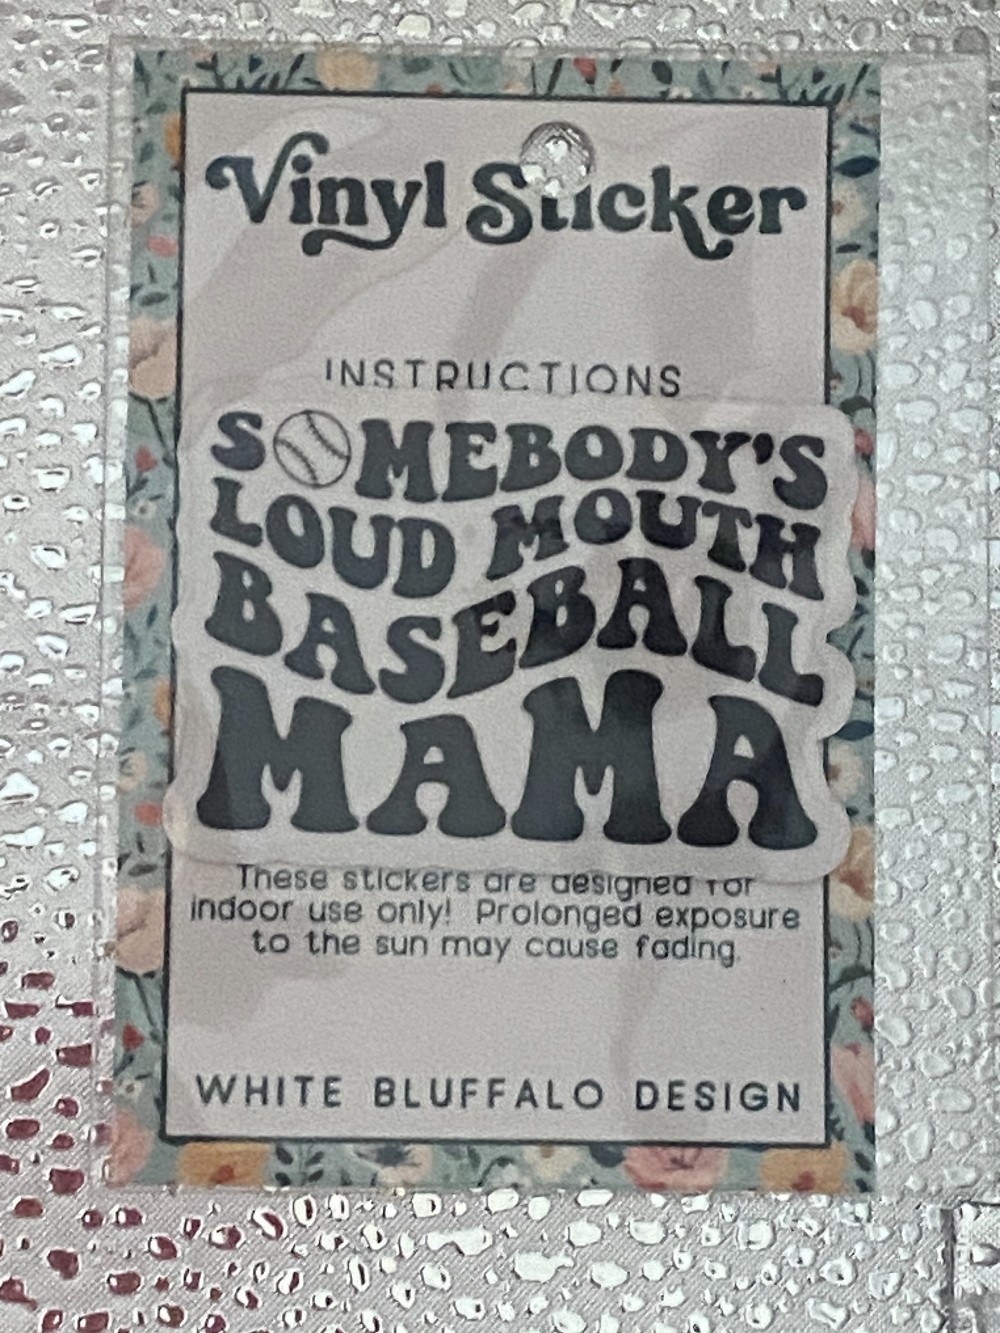 Vinyl Sticker
INSTRUCTIONS
SOMEBODY'S
LOUD MOUTH
BASEBALL
MAMA
These stickers are designed for
indoor use only! Prolonged exposure
to the sun may cause fading.
WHITE BLUFFALO DESIGN